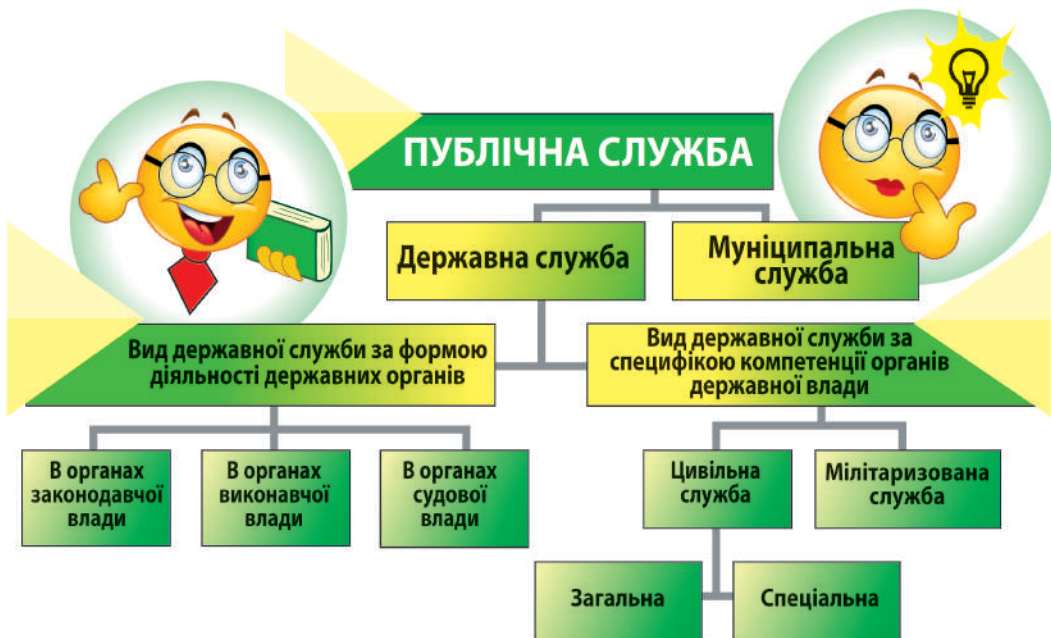 ПУБЛІЧНА СЛУЖБА
Державна служба
Муніципальна
служба
Вид державної служби за формою
діяльності державних органів
Вид державної служби за
специфікою компетенції органів
державної влади
В органах
законодавчої
влади
В органах
виконавчої
влади
В органах
судової
влади
Цивільна
служба
Мілітаризована
служба
Загальна
Спеціальна